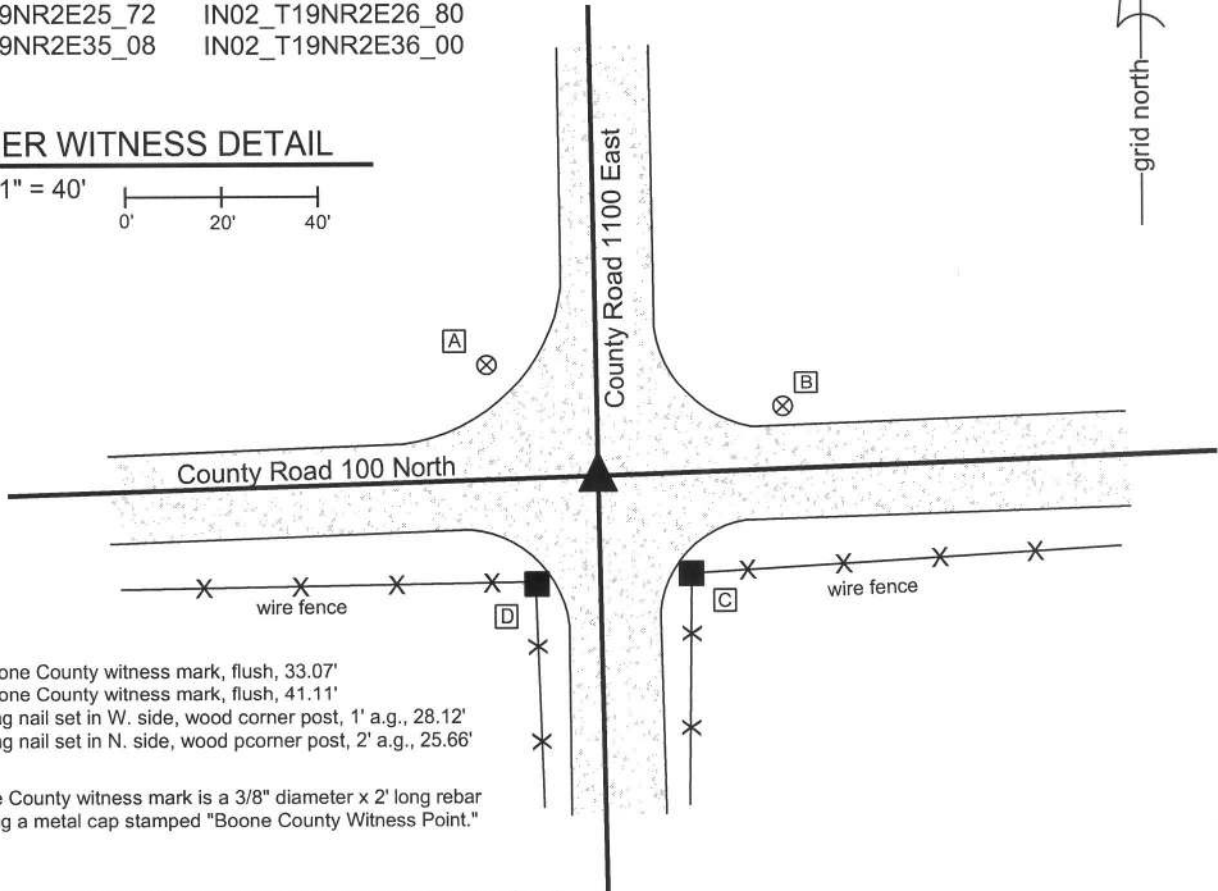 9NR2E25_72 IN02_T19NR2E26_80
9NR2E35_08 IN02_T19NR2E36_00
ER WITNESS DETAIL
1" = 40'
0' 20' 40'
grid north
County Road 1100 East
A
B
County Road 100 North
wire fence
D
C
wire fence
one County witness mark, flush, 33.07'
one County witness mark, flush, 41.11'
g nail set in W. side, wood corner post, 1' a.g., 28.12'
g nail set in N. side, wood pcorner post, 2' a.g., 25.66'
e County witness mark is a 3/8" diameter x 2' long rebar
g a metal cap stamped "Boone County Witness Point."